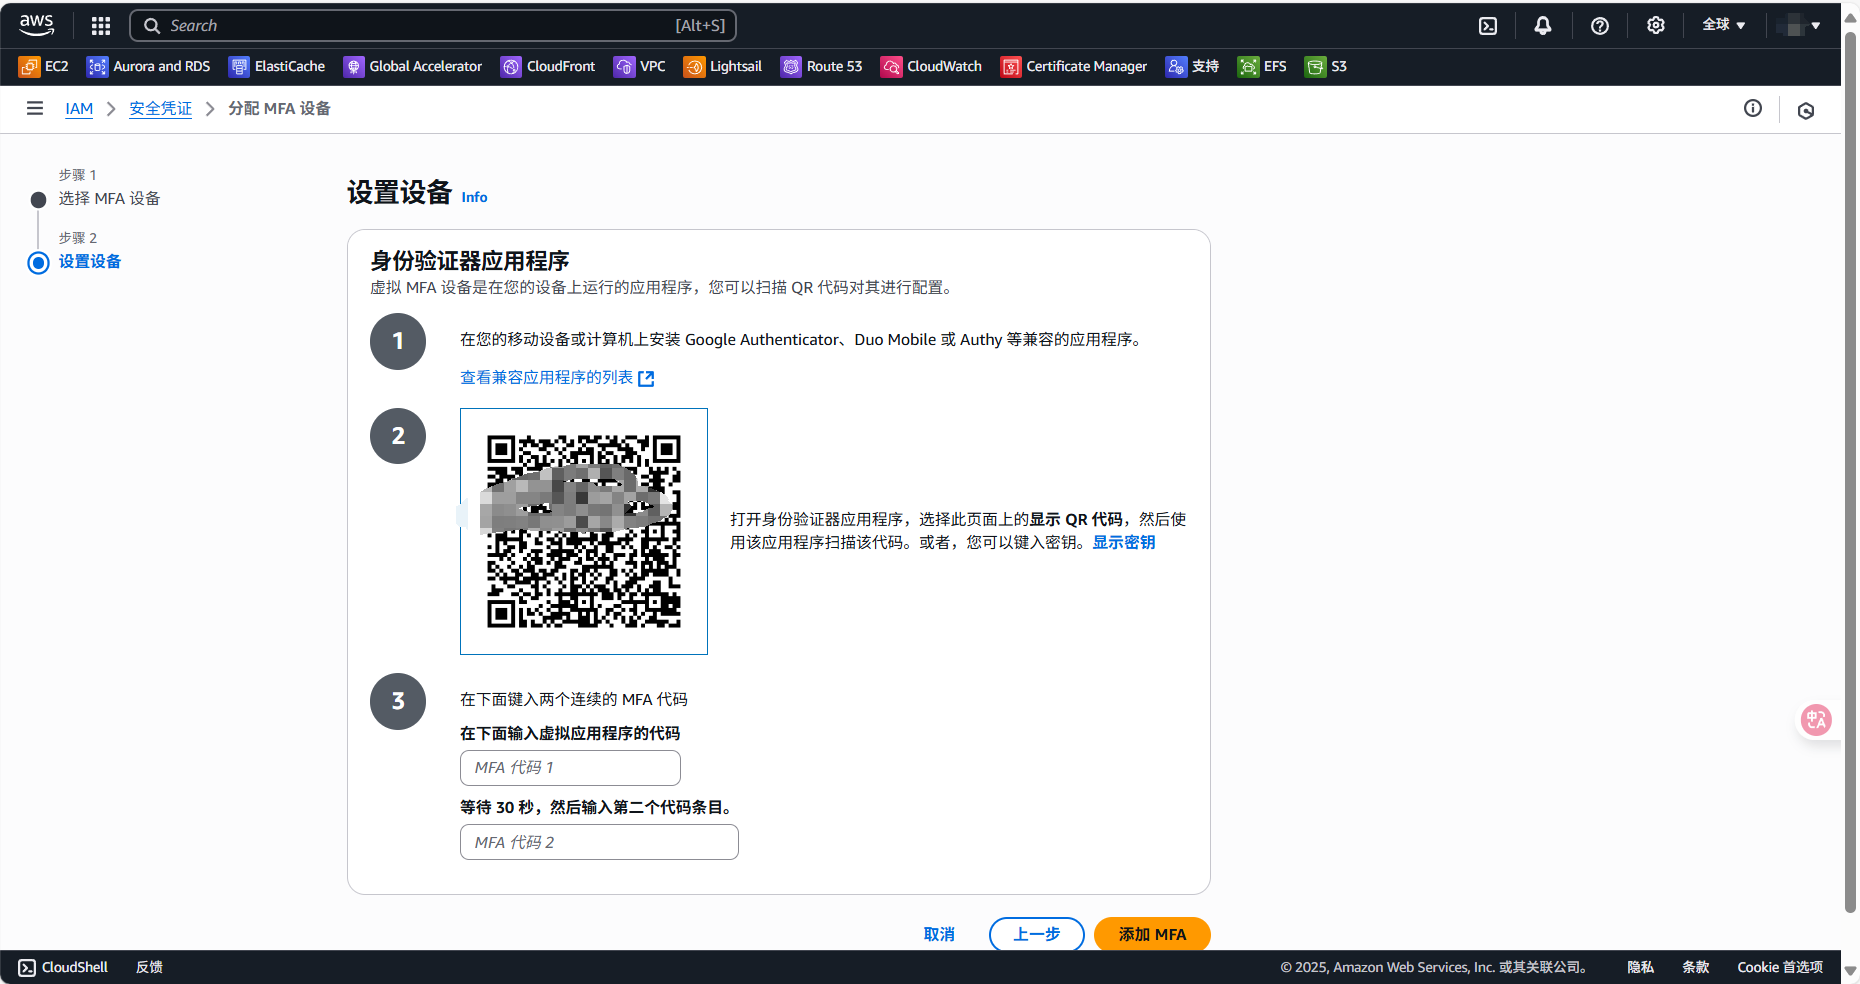 aws
Search [Alt+S]
全球
EC2 Aurora and RDS ElastiCache Global Accelerator CloudFront VPC Lightsail Route 53 CloudWatch Certificate Manager 支持 EFS S3
IAM 安全凭证 分配 MFA 设备
步骤 1
选择 MFA 设备
步骤 2
设置设备
设置设备 Info
身份验证器应用程序
虚拟 MFA 设备是在您的设备上运行的应用程序，您可以扫描 QR 代码对其进行配置。
1
在您的移动设备或计算机上安装 Google Authenticator、Duo Mobile 或 Authy 等兼容的应用程序。
查看兼容应用程序的列表
2
打开身份验证器应用程序，选择此页面上的显示 QR 代码，然后使
用该应用程序扫描该代码。或者，您可以键入密钥。显示密钥
3
在下面键入两个连续的 MFA 代码
在下面输入虚拟应用程序的代码
MFA 代码 1
等待 30 秒，然后输入第二个代码条目。
MFA 代码 2
取消 上一步 添加 MFA
中A
CloudShell 反馈 © 2025, Amazon Web Services, Inc. 或其关联公司。 隐私 条款 Cookie 首选项